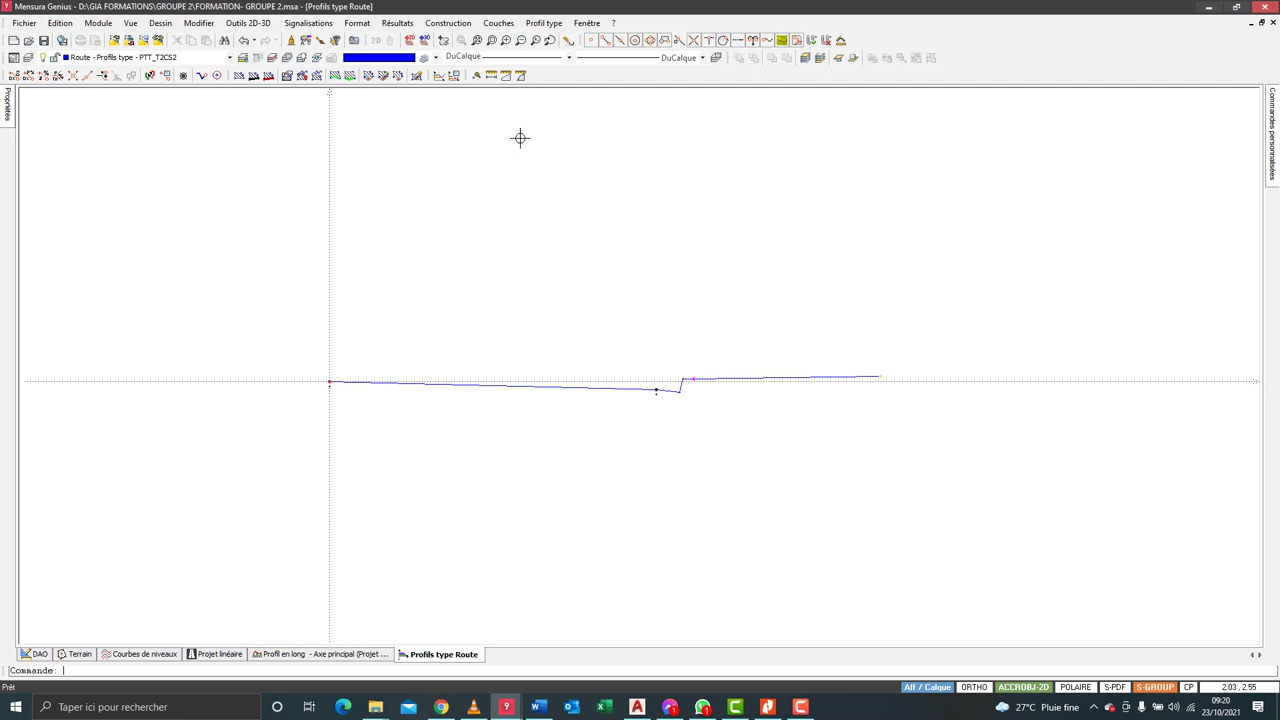 Mensura Genius - D:\GIA FORMATIONS\GROUPE 2\FORMATION- GROUPE 2.msa - [Profils type Route]
Fichier Edition Module Vue Dessin Modifier Outils 2D-3D Signalisations Format Résultats Construction Couches Profil type Fenêtre ?
Route - Profils type - PTT_T2CS2 DuCalque DuCalque
Propriétés
Commandes personnalisées
DAO Terrain Courbes de niveaux Projet linéaire Profil en long - Axe principal (Projet ... Profils type Route
Commande:
Prêt Aff / Calque ORTHO ACCROBJ-2D POLAIRE S-PDF S-GROUP CP 2.03 , 2.55
Taper ici pour rechercher 27°C Pluie fine 09:20
23/10/2021